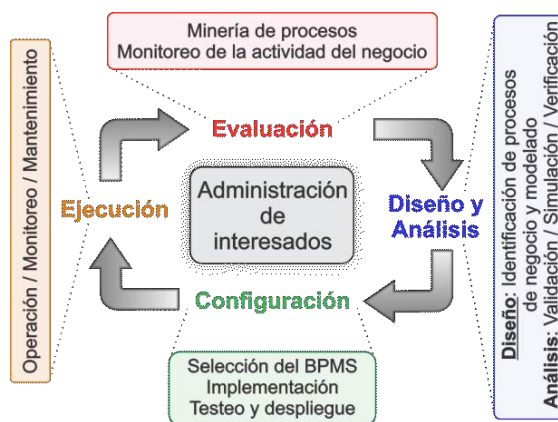 Minería de procesos
Monitoreo de la actividad del negocio
Evaluación
Operación / Monitoreo / Mantenimiento
Ejecución
Administración
de
interesados
Diseño y
Análisis
Diseño: Identificación de procesos
de negocio y modelado
Análisis: Validación / Simulación / Verificación
Configuración
Selección del BPMS
Implementación
Testeo y despliegue